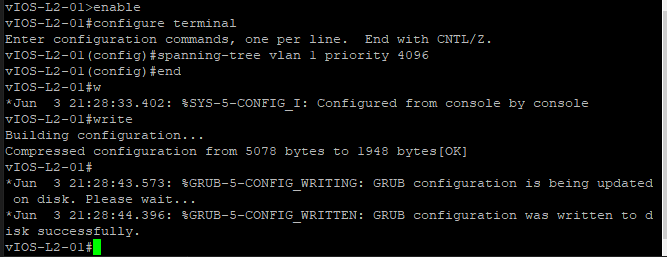 vIOS-L2-01>enable
vIOS-L2-01#configure terminal
Enter configuration commands, one per line.  End with CNTL/Z.
vIOS-L2-01(config)#spanning-tree vlan 1 priority 4096
vIOS-L2-01(config)#end
vIOS-L2-01#w
*Jun  3 21:28:33.402: %SYS-5-CONFIG_I: Configured from console by console
vIOS-L2-01#write
Building configuration...
Compressed configuration from 5078 bytes to 1948 bytes[OK]
vIOS-L2-01#
*Jun  3 21:28:43.573: %GRUB-5-CONFIG_WRITING: GRUB configuration is being updated
 on disk. Please wait...
*Jun  3 21:28:44.396: %GRUB-5-CONFIG_WRITTEN: GRUB configuration was written to d
isk successfully.
vIOS-L2-01#